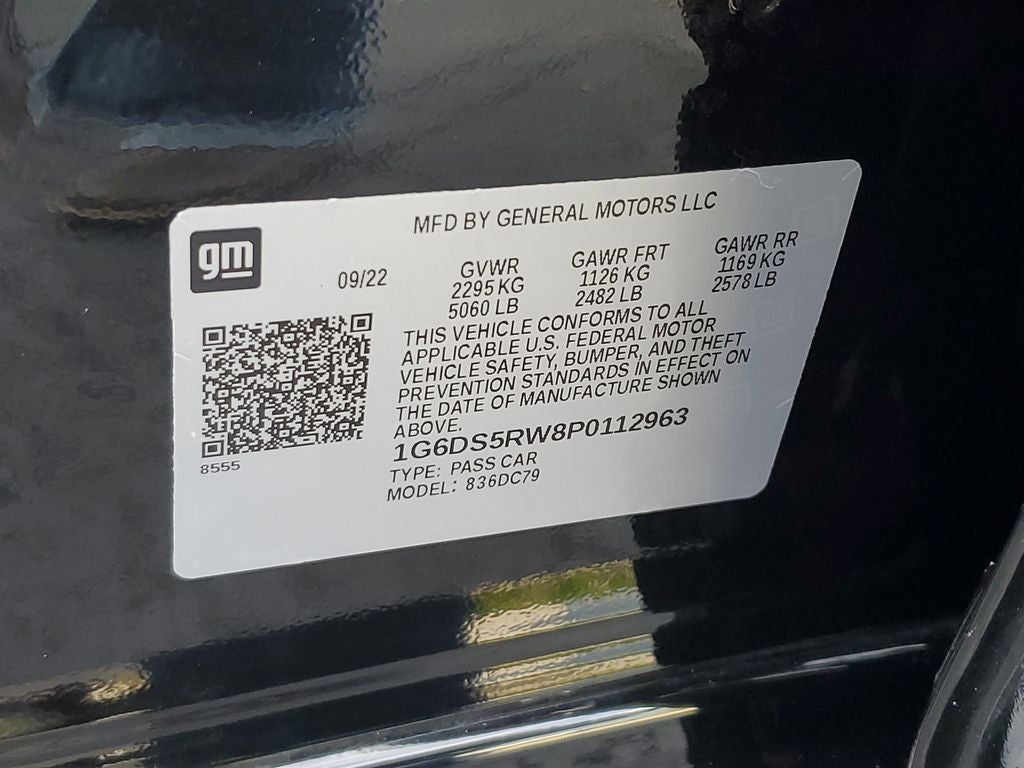 MFD BY GENERAL MOTORS LLC
gm
09/22
GVWR
2295 KG
5060 LB
GAWR FRT
1126 KG
2482 LB
GAWR RR
1169 KG
2578 LB
THIS VEHICLE CONFORMS TO ALL
APPLICABLE U.S. FEDERAL MOTOR
VEHICLE SAFETY, BUMPER, AND THEFT
PREVENTION STANDARDS IN EFFECT ON
THE DATE OF MANUFACTURE SHOWN
ABOVE.
1G6DS5RW8P0112963
TYPE: PASS CAR
MODEL: 836DC79
8555